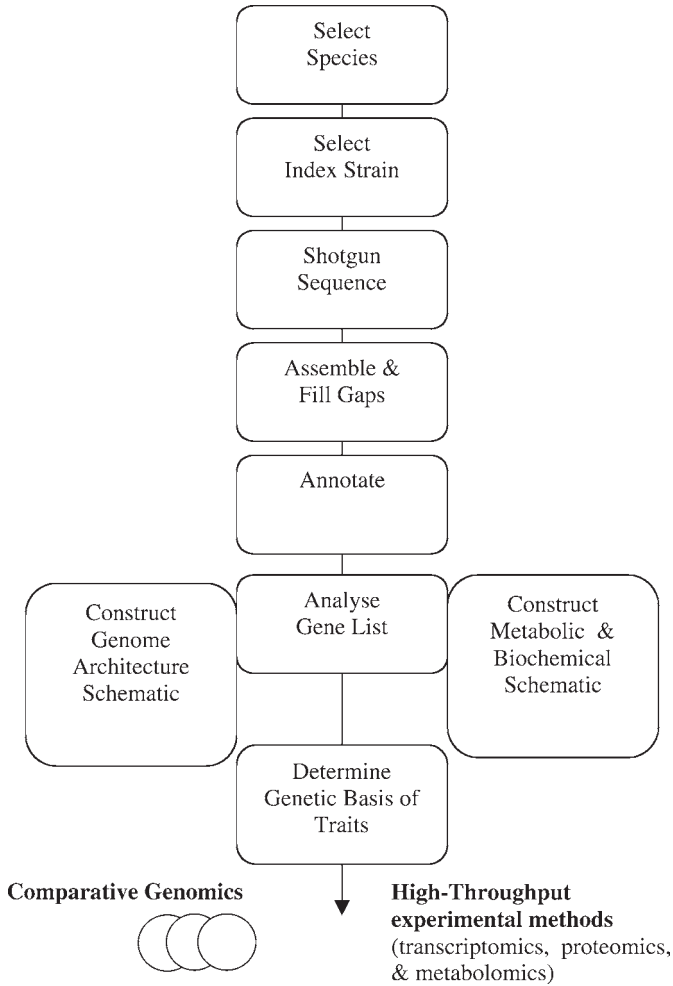 Select
Species
Select
Index Strain
Shotgun
Sequence
Assemble &
Fill Gaps
Annotate
Analyse
Gene List
Construct
Genome
Architecture
Schematic
Construct
Metabolic &
Biochemical
Schematic
Determine
Genetic Basis of
Traits
Comparative Genomics
High-Throughput
experimental methods
(transcriptomics, proteomics,
& metabolomics)